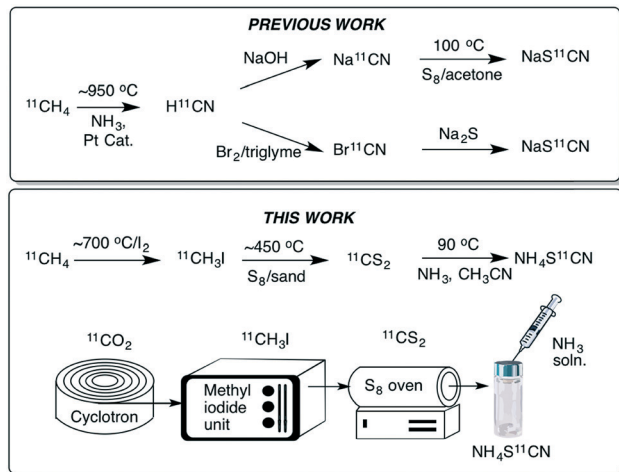 PREVIOUS WORK
¹¹CH₄
~950 ºC
NH₃,
Pt Cat.
H¹¹CN
NaOH
Na¹¹CN
100 ºC
S₈/acetone
NaS¹¹CN
Br₂/triglyme
Br¹¹CN
Na₂S
NaS¹¹CN
THIS WORK
¹¹CH₄
~700 ºC/I₂
¹¹CH₃I
~450 ºC
S₈/sand
¹¹CS₂
90 ºC
NH₃, CH₃CN
NH₄S¹¹CN
¹¹CO₂
Cyclotron
¹¹CH₃I
Methyl
iodide
unit
¹¹CS₂
S₈ oven
NH₃
soln.
NH₄S¹¹CN